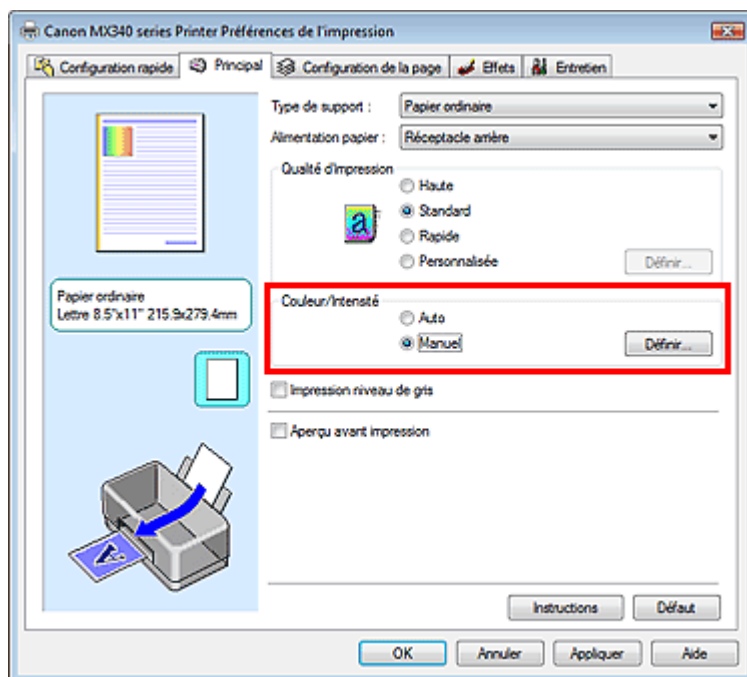 Canon MX340 series Printer Préférences de l'impression
Configuration rapide Principal Configuration de la page Effets Entretien
Type de support : Papier ordinaire
Alimentation papier : Réceptacle arrière
Qualité d'impression
Haute
Standard
Rapide
Personnalisée Définir...
Papier ordinaire
Lettre 8.5"x11" 215.9x279.4mm
Couleur/Intensité
Auto
Manuel Définir...
Impression niveau de gris
Aperçu avant impression
Instructions Défaut
OK Annuler Appliquer Aide